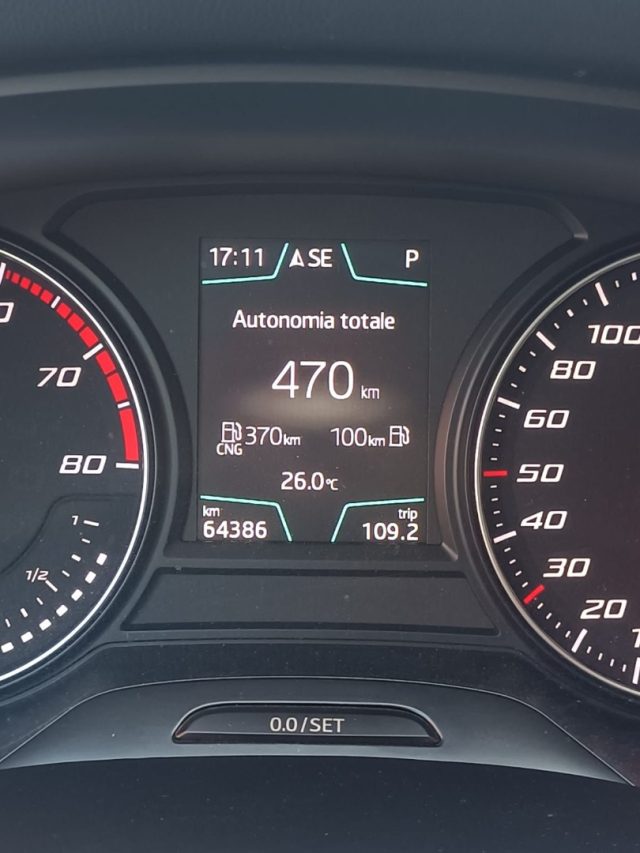 17:11 SE P
Autonomia totale
470 km
CNG 370km 100km
26.0°C
km trip
64386 109.2
70
80
1
1/2
100
80
60
50
40
30
20
0.0/SET